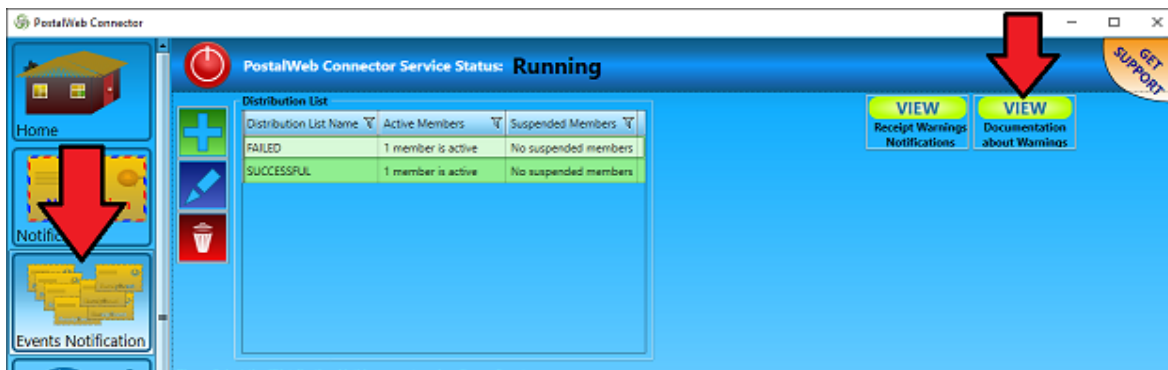 PostalWeb Connector
GET SUPPORT
PostalWeb Connector Service Status: Running
Home
Distribution List
Distribution List Name Active Members Suspended Members
FAILED 1 member is active No suspended members
SUCCESSFUL 1 member is active No suspended members
VIEW
Receipt Warnings
Notifications
VIEW
Documentation
about Warnings
Events Notification